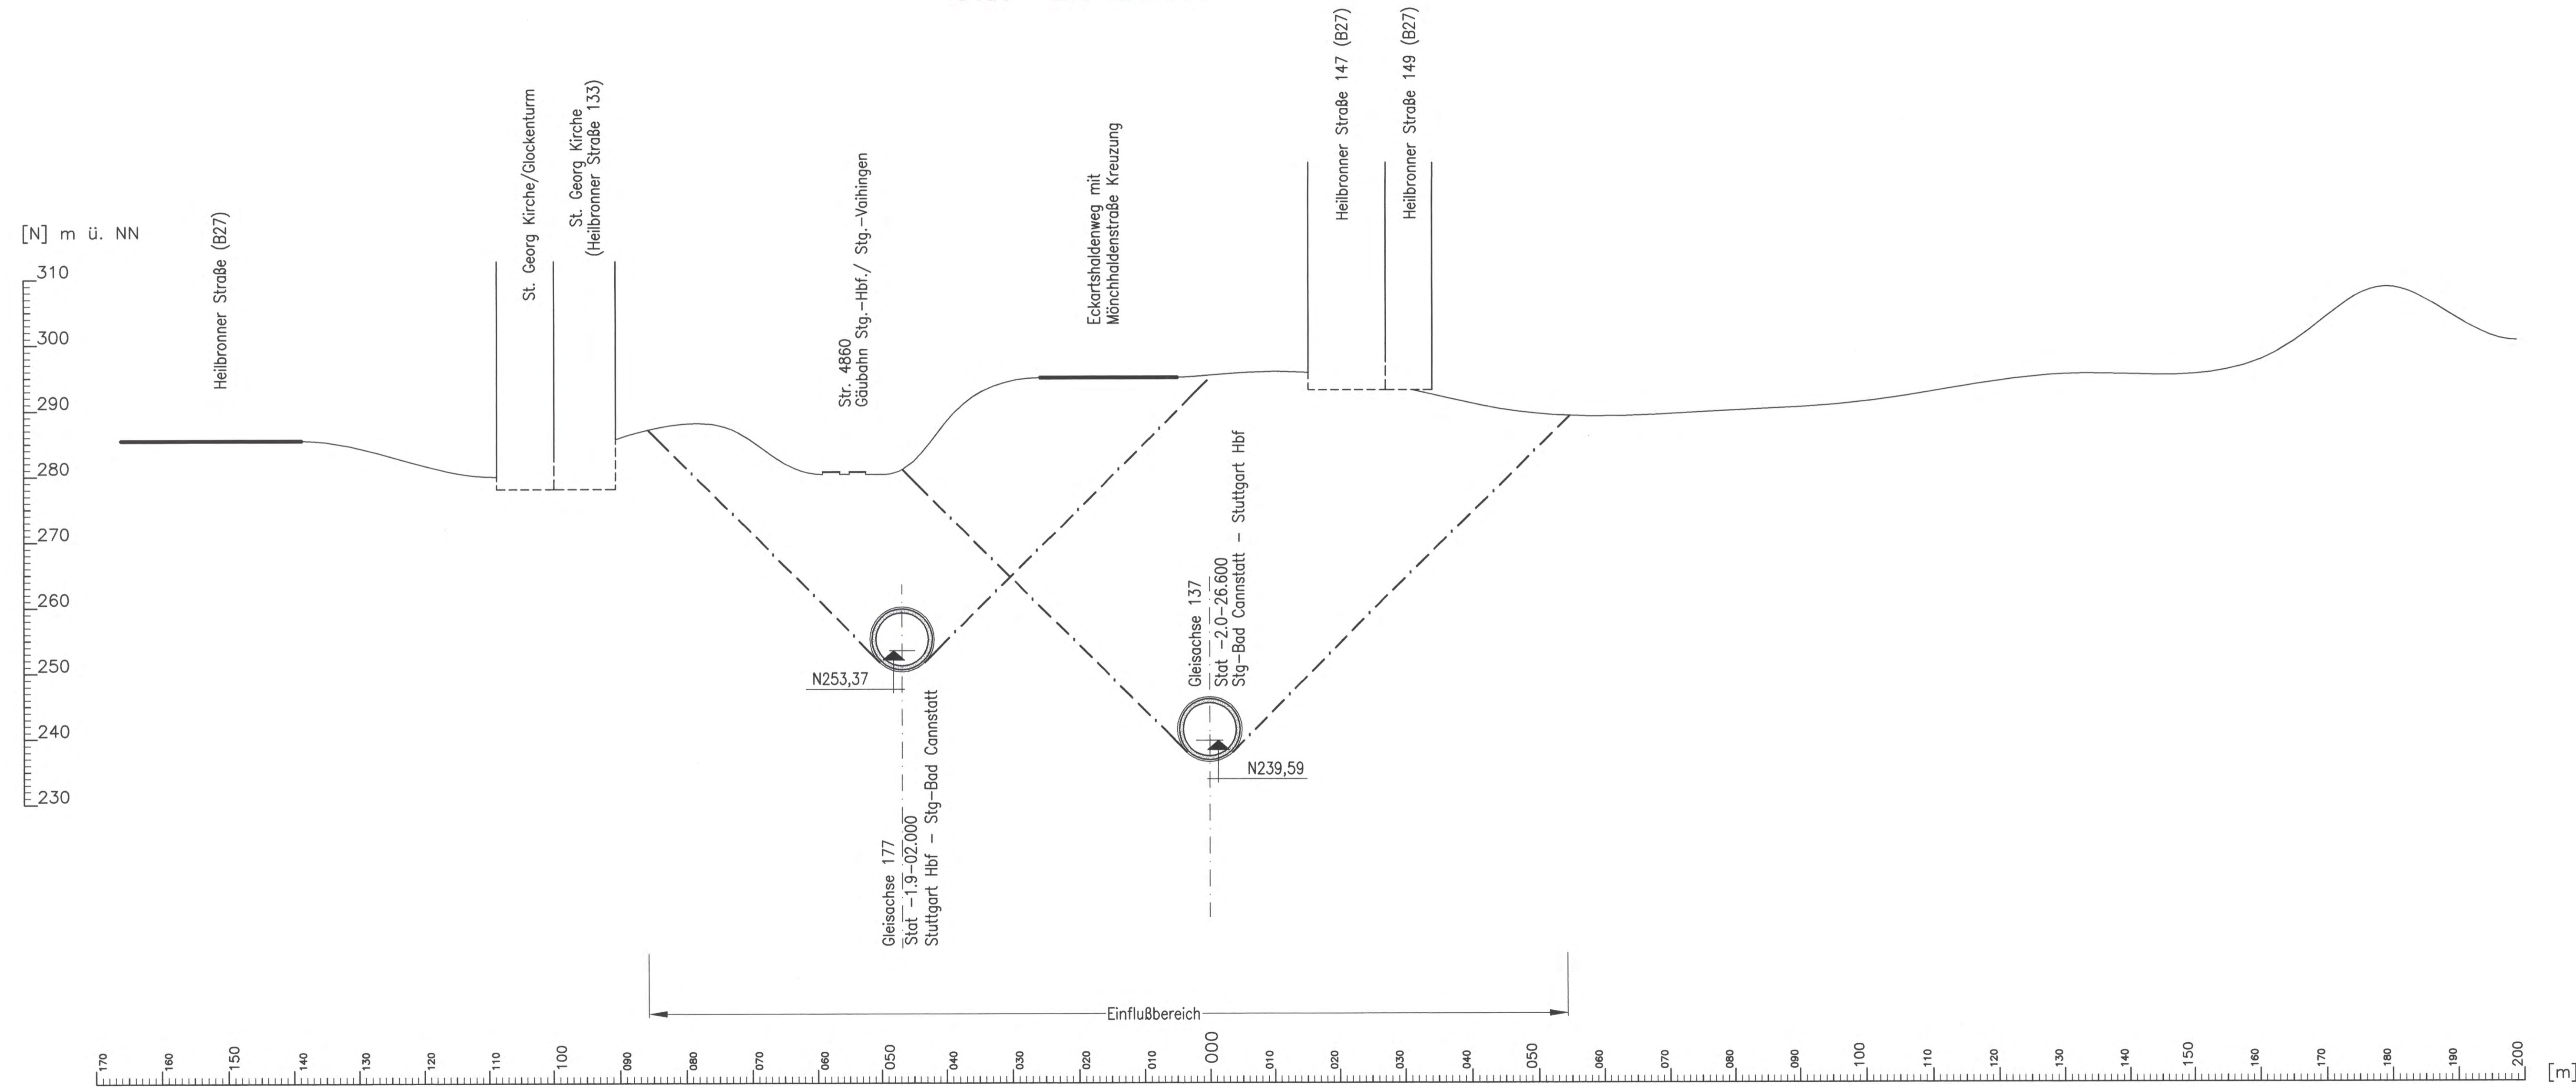 [N] m ü. NN
310
300
290
280
270
260
250
240
230
Heilbronner Straße (B27)
St. Georg Kirche/Glockenturm
St. Georg Kirche
(Heilbronner Straße 133)
Str. 4860
Gäubahn Stg.-Hbf./ Stg.-Vaihingen
Eckartshaldenweg mit
Mönchhaldenstraße Kreuzung
Heilbronner Straße 147 (B27)
Heilbronner Straße 149 (B27)
N253,37
Gleisachse 177
Stat -1.9-02.000
Stuttgart Hbf - Stg-Bad Cannstatt
Gleisachse 137
Stat -2.0-26.600
Stg-Bad Cannstatt - Stuttgart Hbf
N239,59
Einflußbereich
170 160 150 140 130 120 110 100 090 080 070 060 050 040 030 020 010 000 010 020 030 040 050 060 070 080 090 100 110 120 130 140 150 160 170 180 190 200 [m]